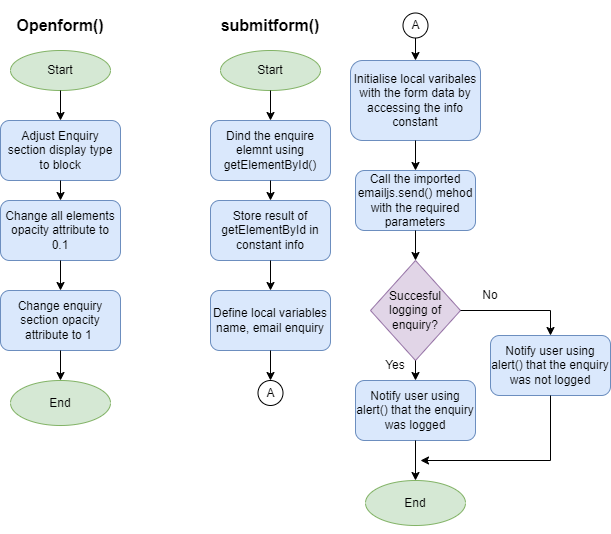 Openform()
Start
Adjust Enquiry
section display type
to block
Change all elements
opacity attribute to
0.1
Change enquiry
section opacity
attribute to 1
End
submitform()
Start
Dind the enquire
elemnt using
getElementById()
Store result of
getElementById in
constant info
Define local variables
name, email enquiry
A
A
Initialise local varibales
with the form data by
accessing the info
constant
Call the imported
emailjs.send() mehod
with the required
parameters
Succesful
logging of
enquiry?
No
Yes
Notify user using
alert() that the enquiry
was not logged
Notify user using
alert() that the enquiry
was logged
End